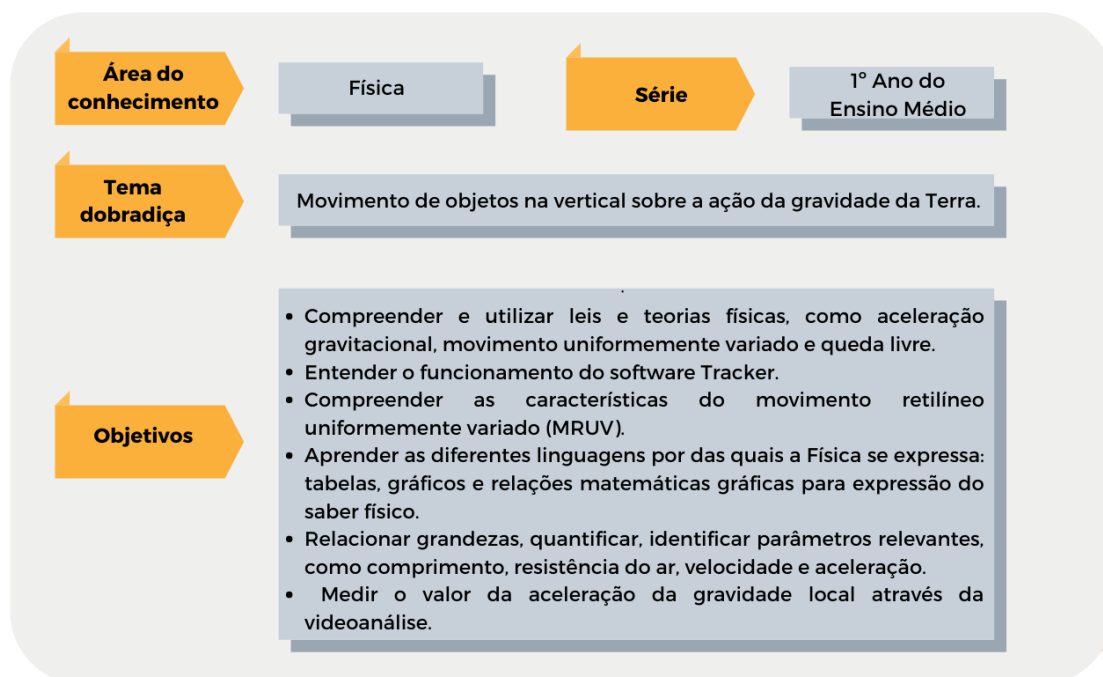 Área do
conhecimento
Física
Série
1º Ano do
Ensino Médio
Tema
dobradiça
Movimento de objetos na vertical sobre a ação da gravidade da Terra.
Objetivos
.
• Compreender e utilizar leis e teorias físicas, como aceleração
gravitacional, movimento uniformemente variado e queda livre.
• Entender o funcionamento do software Tracker.
• Compreender as características do movimento retilíneo
uniformemente variado (MRUV).
• Aprender as diferentes linguagens por das quais a Física se expressa:
tabelas, gráficos e relações matemáticas gráficas para expressão do
saber físico.
• Relacionar grandezas, quantificar, identificar parâmetros relevantes,
como comprimento, resistência do ar, velocidade e aceleração.
• Medir o valor da aceleração da gravidade local através da
videoanálise.